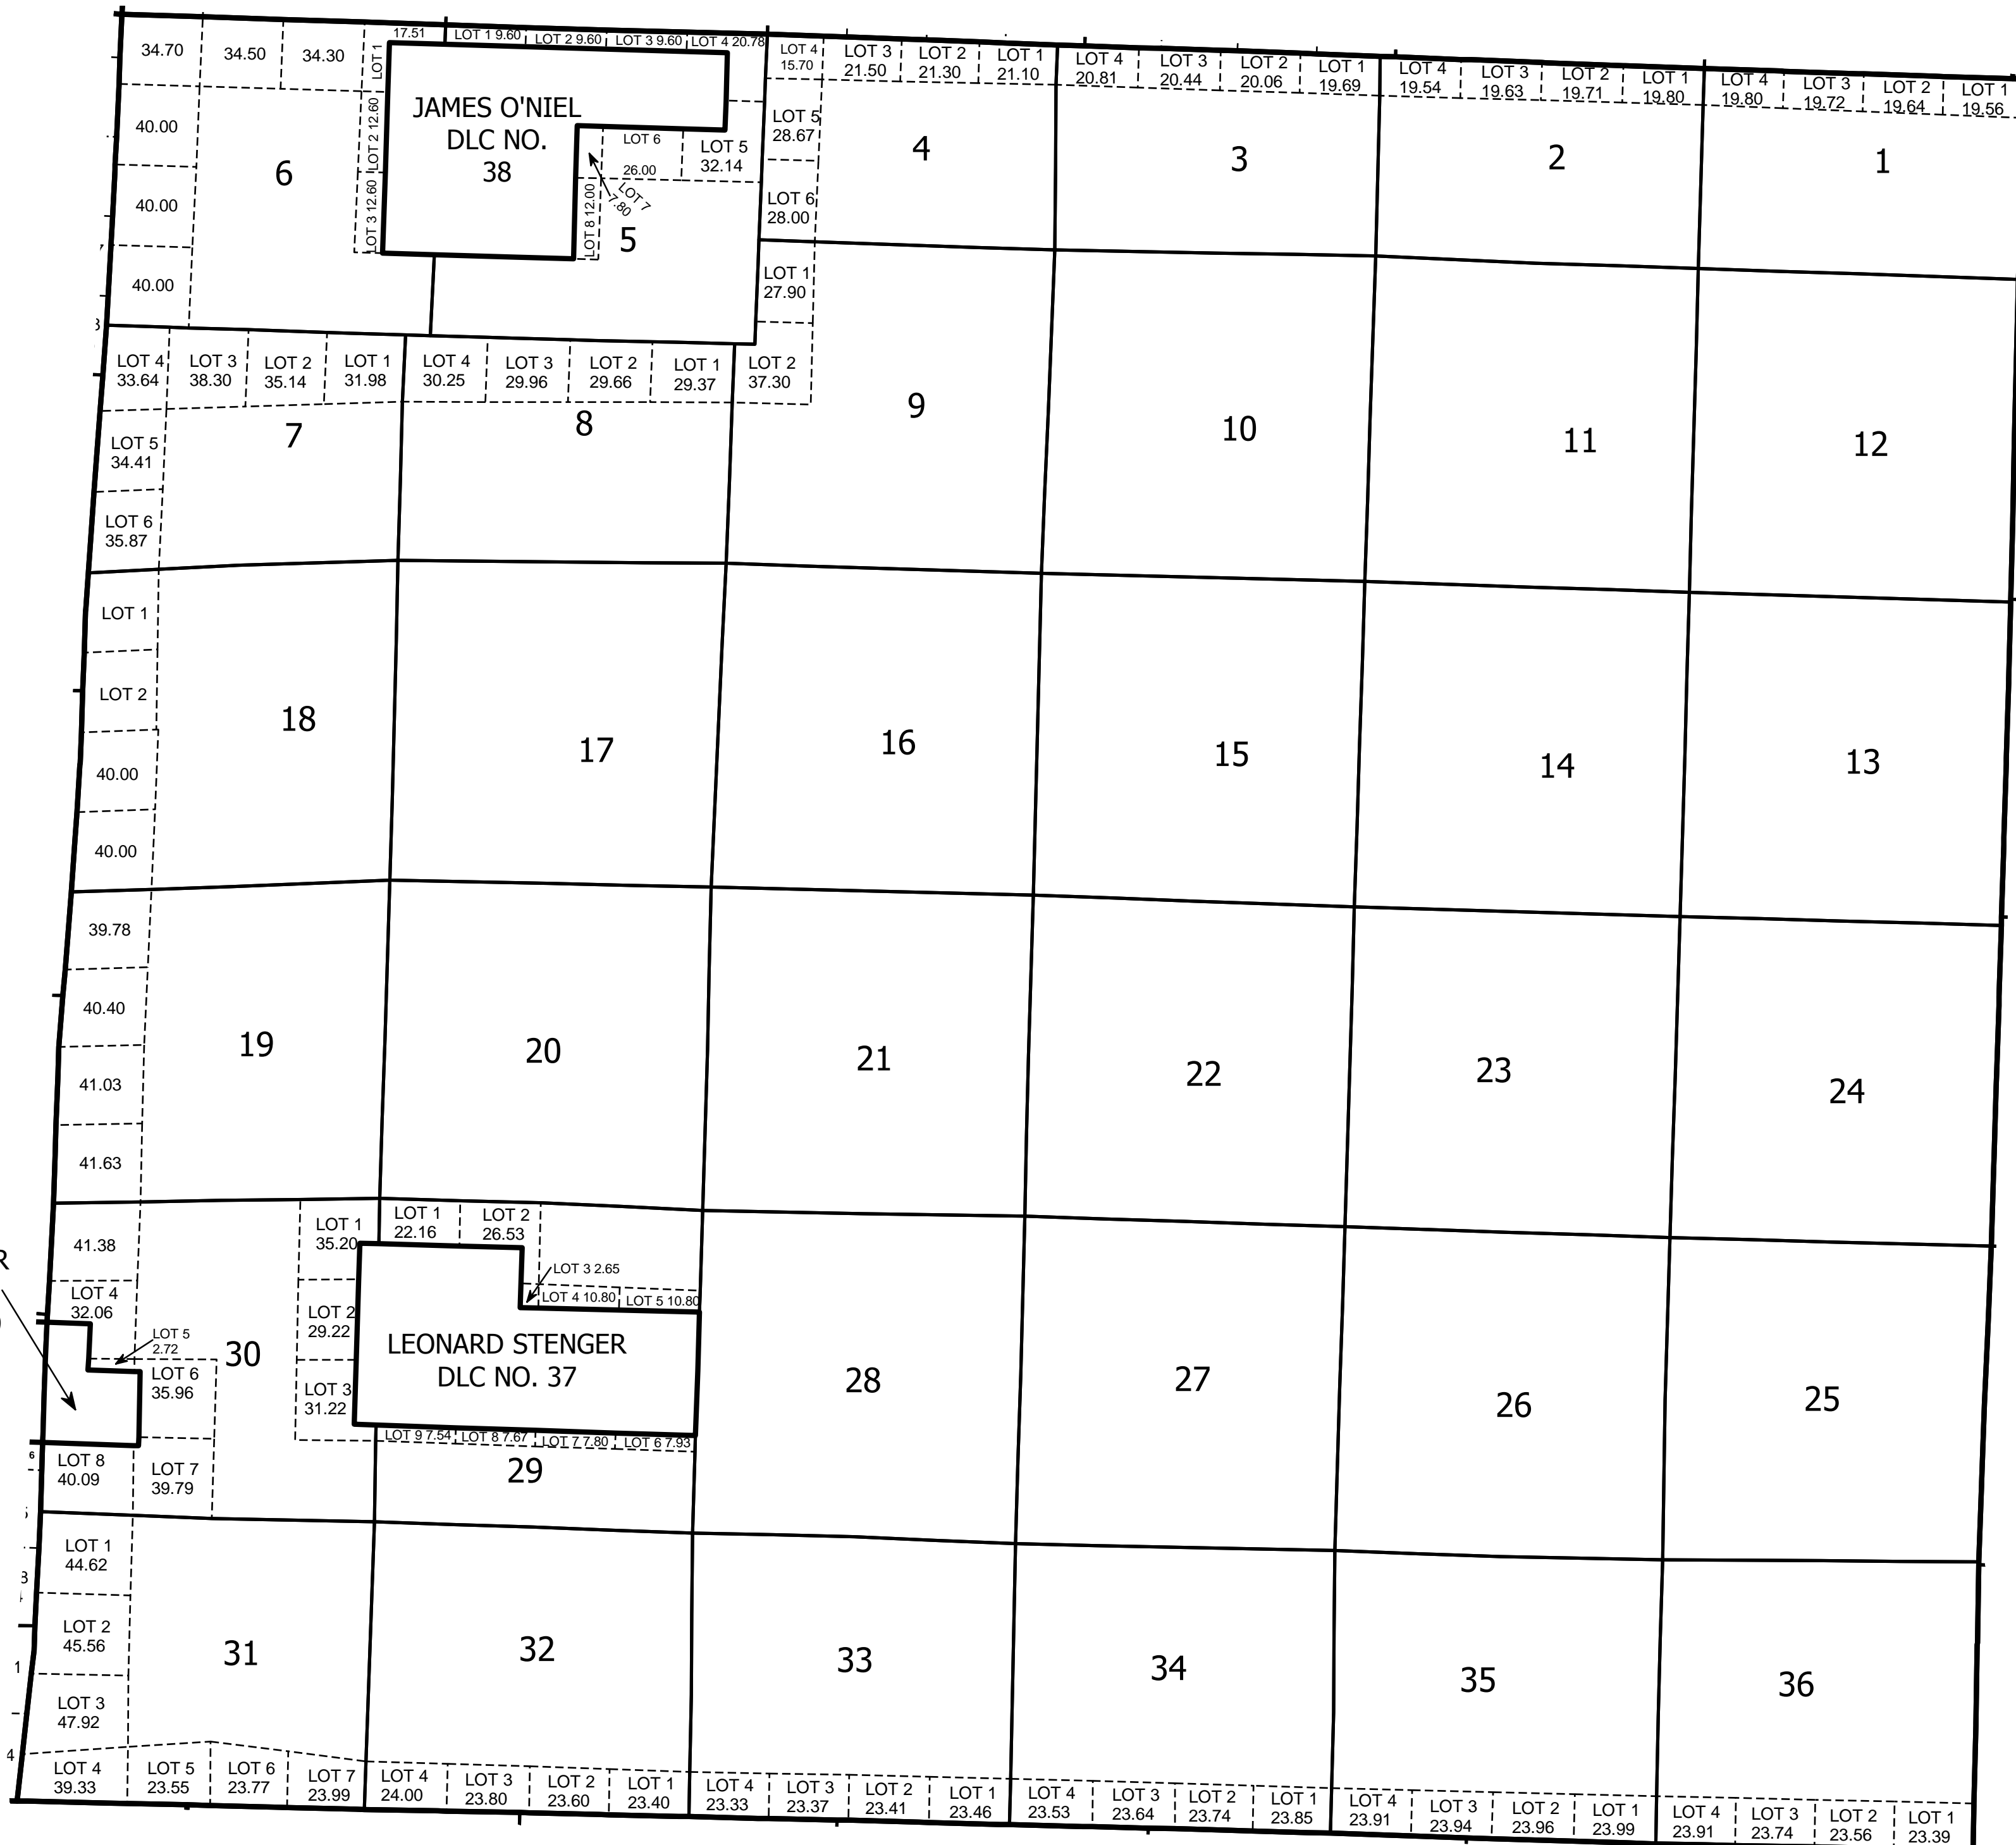 34.70
34.50
34.30
LOT 1
17.51
LOT 1 9.60
LOT 2 9.60
LOT 3 9.60
LOT 4 20.78
LOT 4
15.70
LOT 3
21.50
LOT 2
21.30
LOT 1
21.10
LOT 4
20.81
LOT 3
20.44
LOT 2
20.06
LOT 1
19.69
LOT 4
19.54
LOT 3
19.63
LOT 2
19.71
LOT 1
19.80
LOT 4
19.80
LOT 3
19.72
LOT 2
19.64
LOT 1
19.56
40.00
40.00
40.00
6
LOT 2 12.60
LOT 3 12.60
JAMES O'NIEL
DLC NO.
38
LOT 6
26.00
LOT 5
32.14
LOT 7
7.80
LOT 8 12.00
5
LOT 5
28.67
LOT 6
28.00
4
3
2
1
LOT 1
27.90
LOT 2
37.30
LOT 4
33.64
LOT 3
38.30
LOT 2
35.14
LOT 1
31.98
LOT 4
30.25
LOT 3
29.96
LOT 2
29.66
LOT 1
29.37
LOT 5
34.41
LOT 6
35.87
7
8
9
10
11
12
LOT 1
LOT 2
40.00
40.00
18
17
16
15
14
13
39.78
40.40
41.03
41.63
19
20
21
22
23
24
41.38
LOT 4
32.06
LOT 5
2.72
LOT 6
35.96
LOT 7
39.79
LOT 8
40.09
R
30
LOT 1
35.20
LOT 2
29.22
LOT 3
31.22
LOT 1
22.16
LOT 2
26.53
LOT 3 2.65
LOT 4 10.80
LOT 5 10.80
LEONARD STENGER
DLC NO. 37
LOT 9 7.54
LOT 8 7.67
LOT 7 7.80
LOT 6 7.93
29
28
27
26
25
6
LOT 1
44.62
LOT 2
45.56
LOT 3
47.92
1
4
31
32
33
34
35
36
LOT 4
39.33
LOT 5
23.55
LOT 6
23.77
LOT 7
23.99
LOT 4
24.00
LOT 3
23.80
LOT 2
23.60
LOT 1
23.40
LOT 4
23.33
LOT 3
23.37
LOT 2
23.41
LOT 1
23.46
LOT 4
23.53
LOT 3
23.64
LOT 2
23.74
LOT 1
23.85
LOT 4
23.91
LOT 3
23.94
LOT 2
23.96
LOT 1
23.99
LOT 4
23.91
LOT 3
23.74
LOT 2
23.56
LOT 1
23.39